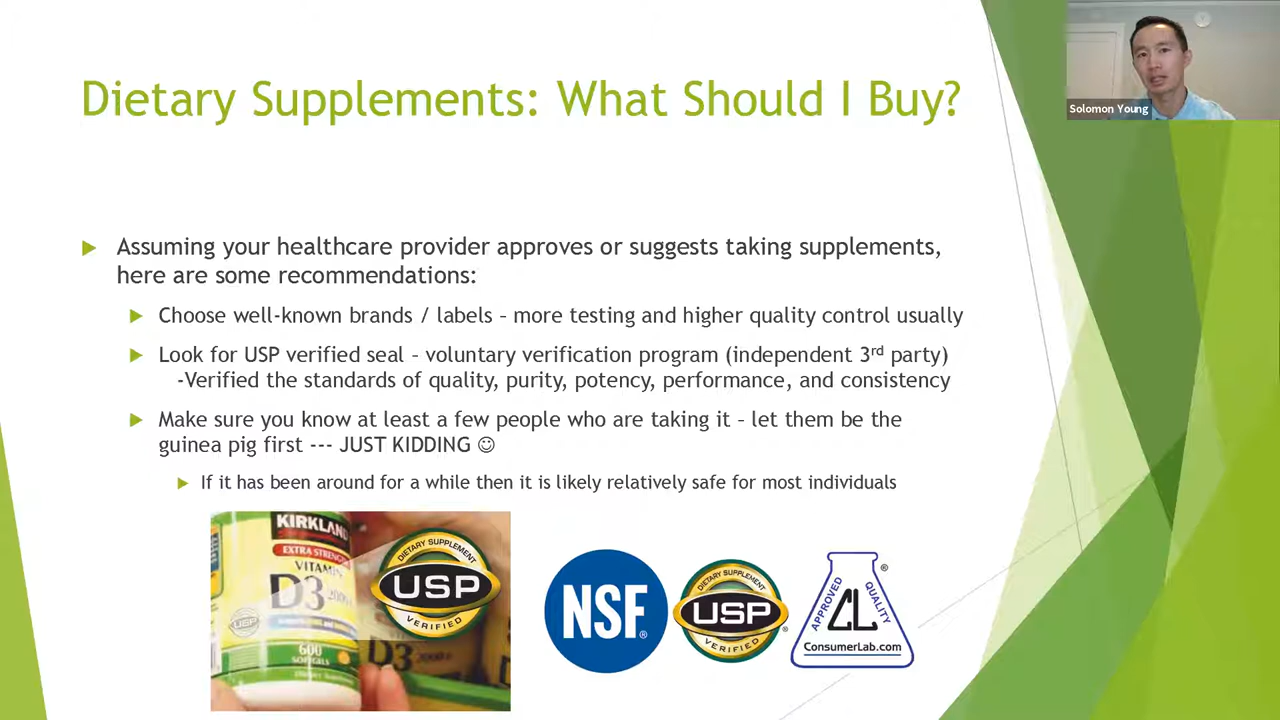 Dietary Supplements: What Should I Buy?
Solomon Young
Assuming your healthcare provider approves or suggests taking supplements,
here are some recommendations:
Choose well-known brands / labels – more testing and higher quality control usually
Look for USP verified seal – voluntary verification program (independent 3rd party)
-Verified the standards of quality, purity, potency, performance, and consistency
Make sure you know at least a few people who are taking it – let them be the
guinea pig first --- JUST KIDDING ☺
If it has been around for a while then it is likely relatively safe for most individuals
KIRKLAND
EXTRA STRENGTH
VITAMIN
D3
USP
600
SOFTGELS
D3
DIETARY SUPPLEMENT
USP
VERIFIED
NSF®
DIETARY SUPPLEMENT
USP®
VERIFIED
APPROVED QUALITY ®
CL
ConsumerLab.com